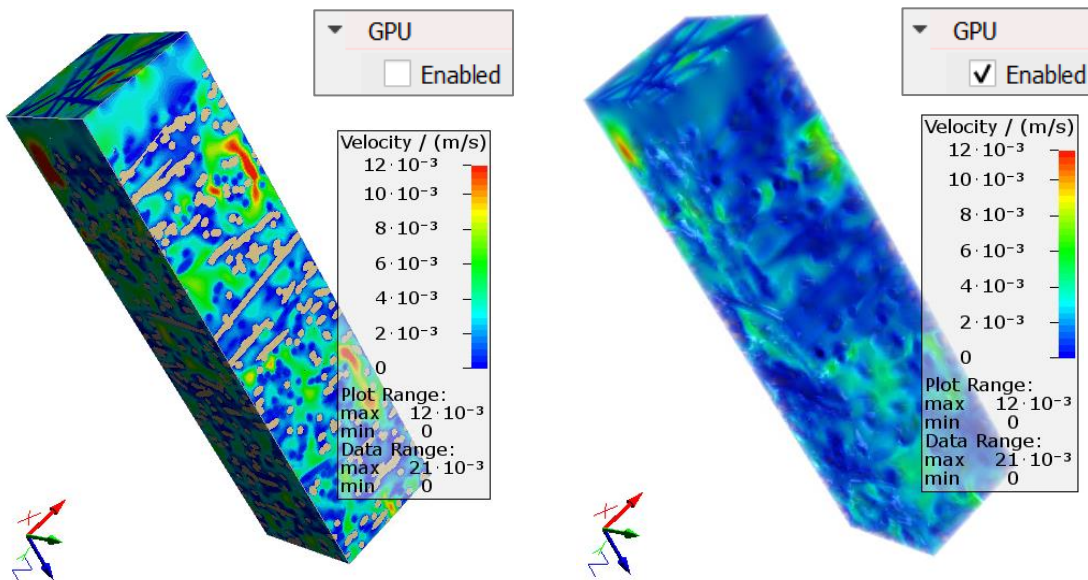 GPU
Enabled
Velocity / (m/s)
12·10⁻³
10·10⁻³
8·10⁻³
6·10⁻³
4·10⁻³
2·10⁻³
0
Plot Range:
max 12·10⁻³
min 0
Data Range:
max 21·10⁻³
min 0
X
Y
Z
GPU
Enabled
Velocity / (m/s)
12·10⁻³
10·10⁻³
8·10⁻³
6·10⁻³
4·10⁻³
2·10⁻³
0
Plot Range:
max 12·10⁻³
min 0
Data Range:
max 21·10⁻³
min 0
X
Y
Z